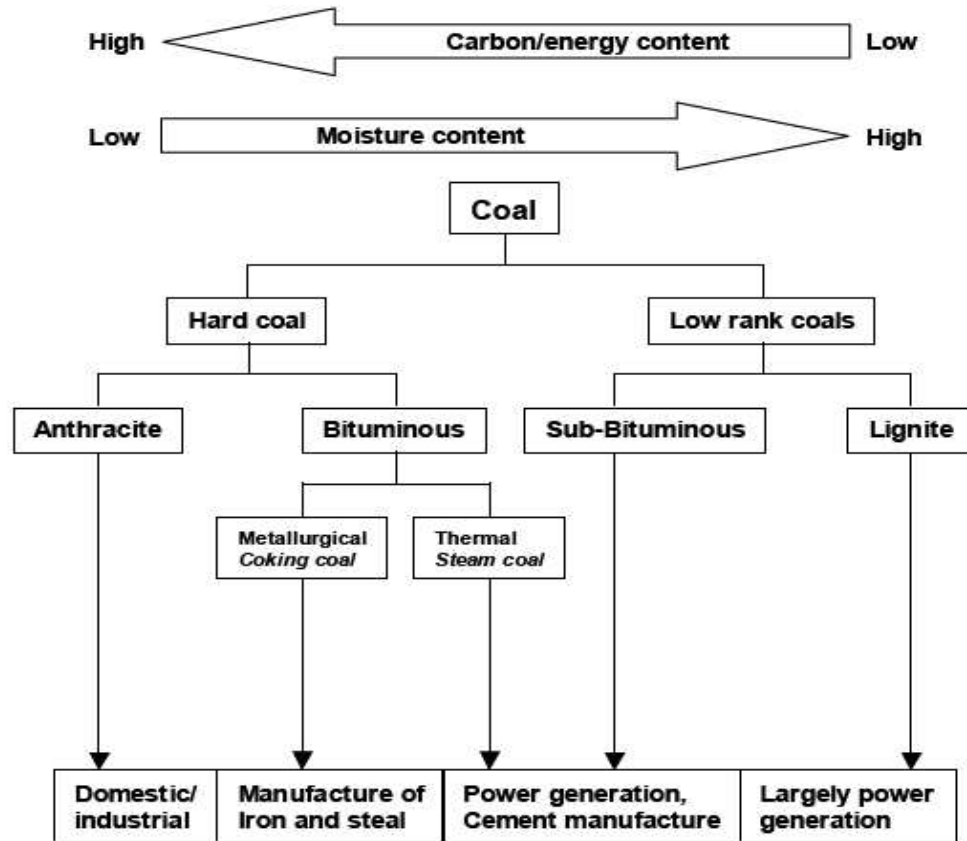 High
Carbon/energy content
Low
Low
Moisture content
High
Coal
Hard coal
Low rank coals
Anthracite
Bituminous
Sub-Bituminous
Lignite
Metallurgical
Coking coal
Thermal
Steam coal
Domestic/
industrial
Manufacture of
Iron and steal
Power generation,
Cement manufacture
Largely power
generation